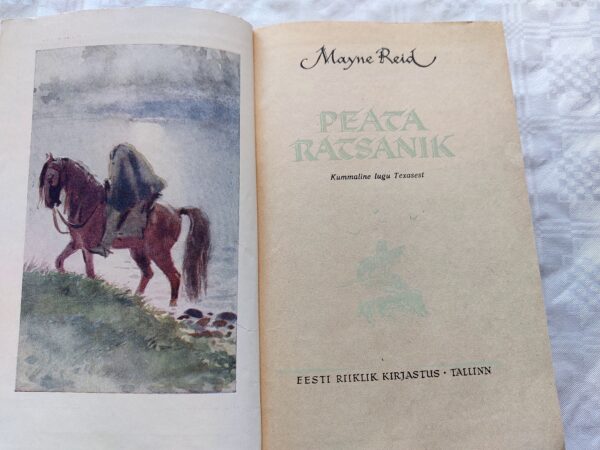 Mayne Reid
PEATA
RATSANIK
Kummaline lugu Texasest
EESTI RIIKLIK KIRJASTUS • TALLINN